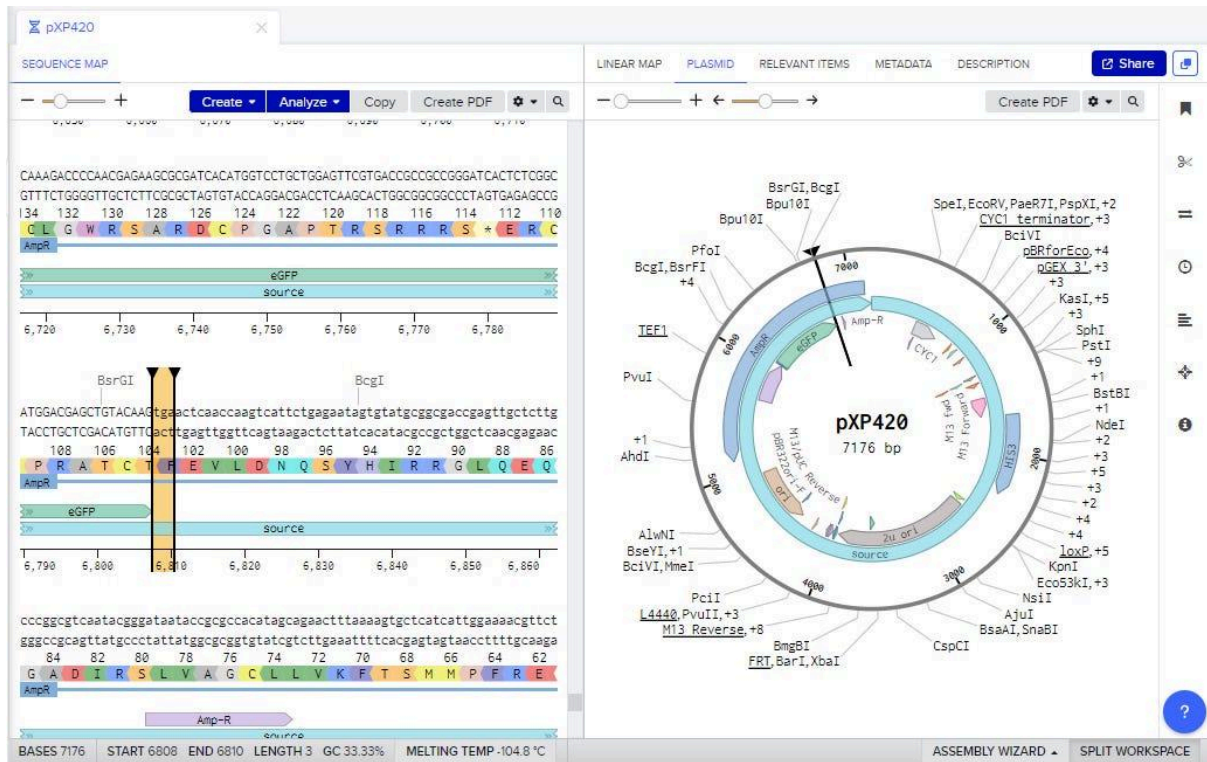 pXP420
SEQUENCE MAP
LINEAR MAP PLASMID RELEVANT ITEMS METADATA DESCRIPTION Share
Create Analyze Copy Create PDF
Create PDF
CAAAGACCCCAACGAGAAGCGCGATCACATGGTCCTGCTGGAGTTCGTGACCGCCGCCGGGATCACTCTCGGC
GTTTCTGGGGTTGCTCTTCGCGCTAGTGTACCAGGACGACCTCAAGCACTGGCGGCGGCCCTAGTGAGAGCCG
134 132 130 128 126 124 122 120 118 116 114 112 110
C L G W R S A R D C P G A P T R S R R R S * E R C
AmpR
eGFP
source
6,720 6,730 6,740 6,750 6,760 6,770 6,780
BsrGI BcgI
ATGGACGAGCTGTACAAGtgaactcaaccaagtcattctgagaatagtgtatgcggcgaccgagttgctcttg
TACCTGCTCGACATGTTCacttgagttggttcagtaagactcttatcacatacgccgctggctcaacgagaac
108 106 104 102 100 98 96 94 92 90 88 86
P R A T C T F E V L D N Q S Y H I R R G L Q E Q
AmpR
eGFP
source
6,790 6,800 6,810 6,820 6,830 6,840 6,850 6,860
cccggcgtcaatacgggataataccgcgccacatagcagaactttaaaagtgctcatcattggaaaacgttct
gggccgcagttatgccctattatggcgcggtgtatcgtcttgaaattttcacgagtagtaaccttttgcaaga
84 82 80 78 76 74 72 70 68 66 64 62
G A D I R S L V A G C L L V K F T S M M P F R E
AmpR
Amp-R
source
BsrGI,BcgI
Bpu10I
Bpu10I
PfoI
BcgI,BsrFI
+4
TEF1
PvuI
+1
AhdI
AlwNI
BseYI,+1
BciVI,MmeI
PciI
L4440,PvuII,+3
M13 Reverse,+8
BmgBI
FRT,BarI,XbaI
SpeI,EcoRV,PaeR7I,PspXI,+2
CYC1 terminator,+3
BciVI
pBRforEco,+4
pGEX 3',+3
+3
KasI,+5
+3
SphI
PstI
+9
+1
BstBI
+1
NdeI
+2
+3
+5
+3
+2
+4
+4
loxP,+5
KpnI
Eco53kI,+3
NsiI
AjuI
BsaAI,SnaBI
CspCI
7000
1000
2000
3000
4000
5000
6000
AmpR
eGFP
Amp-R
CYC1
HIS3
M13 Forward
M13 fwd
pXP420
7176 bp
M13/pUC Reverse
pBR322ori-F
ori
2u ori
source
?
BASES 7176 START 6808 END 6810 LENGTH 3 GC 33.33% MELTING TEMP -104.8 °C ASSEMBLY WIZARD SPLIT WORKSPACE